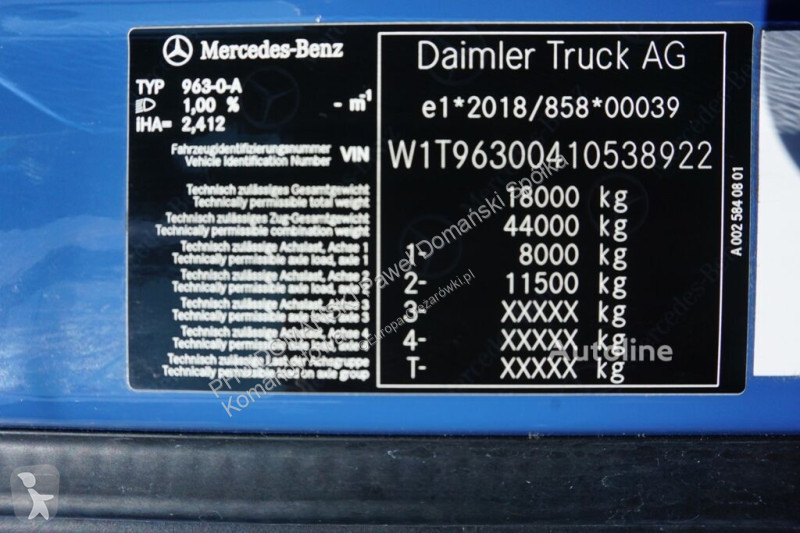 Mercedes-Benz
TYP 963-0-A
1,00 % - m⁻¹
iHA= 2,412
Fahrzeugidentifizierungsnummer
Vehicle Identification Number VIN
Technisch zulässiges Gesamtgewicht
Technically permissible total weight
Technisch zulässiges Zug-Gesamtgewicht
Technically permissible combination weight
Technisch zulässige Achslast, Achse 1
Technically permissible axle load, axle 1
Technisch zulässige Achslast, Achse 2
Technically permissible axle load, axle 2
Technisch zulässige Achslast, Achse 3
Technically permissible axle load, axle 3
Technisch zulässige Achslast, Achse 4
Technically permissible axle load, axle 4
Technisch zulässige Last der Achsgruppe
Technically permissible load on axle group
Daimler Truck AG
e1*2018/858*00039
W1T96300410538922
18000 kg
44000 kg
1- 8000 kg
2- 11500 kg
3- XXXXX kg
4- XXXXX kg
T- XXXXX kg
A 002 584 08 01
Domański Paweł Domański Spółka
EuropaCiezarówki.pl
Autoline